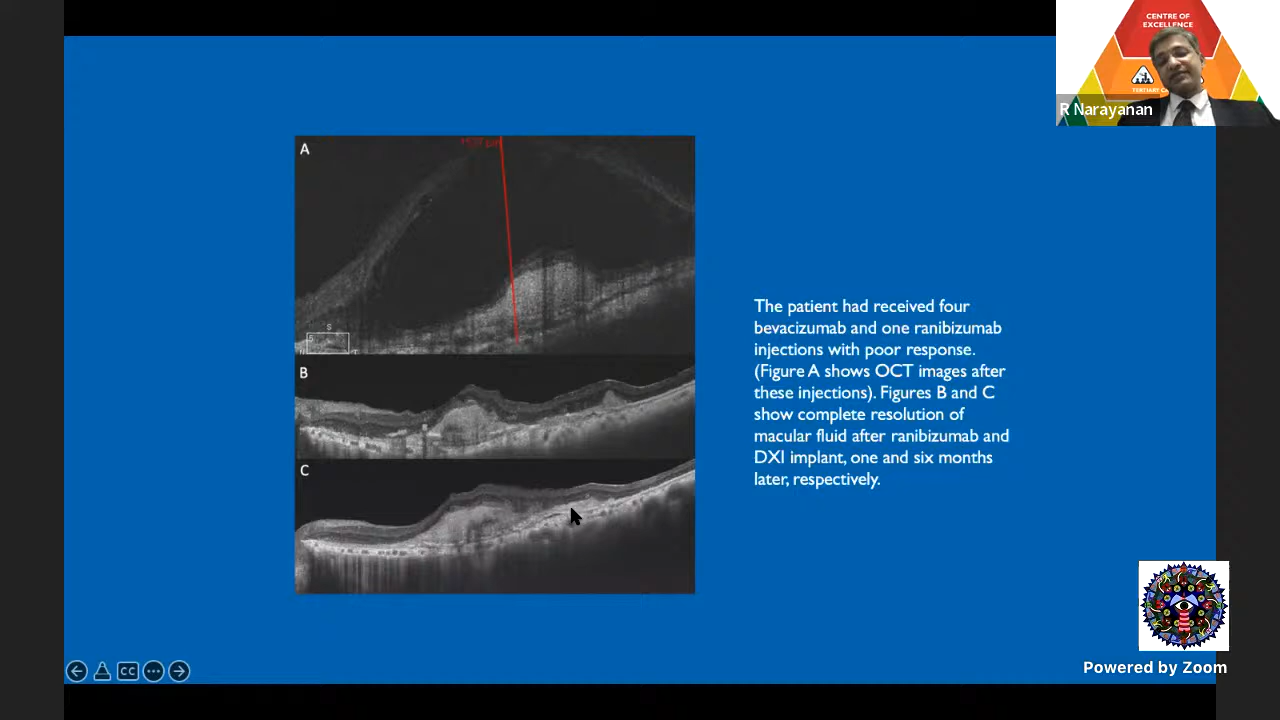 CENTRE OF
EXCELLENCE
R Narayanan
A
B
C
S
The patient had received four
bevacizumab and one ranibizumab
injections with poor response.
(Figure A shows OCT images after
these injections). Figures B and C
show complete resolution of
macular fluid after ranibizumab and
DXI implant, one and six months
later, respectively.
CC
Powered by Zoom